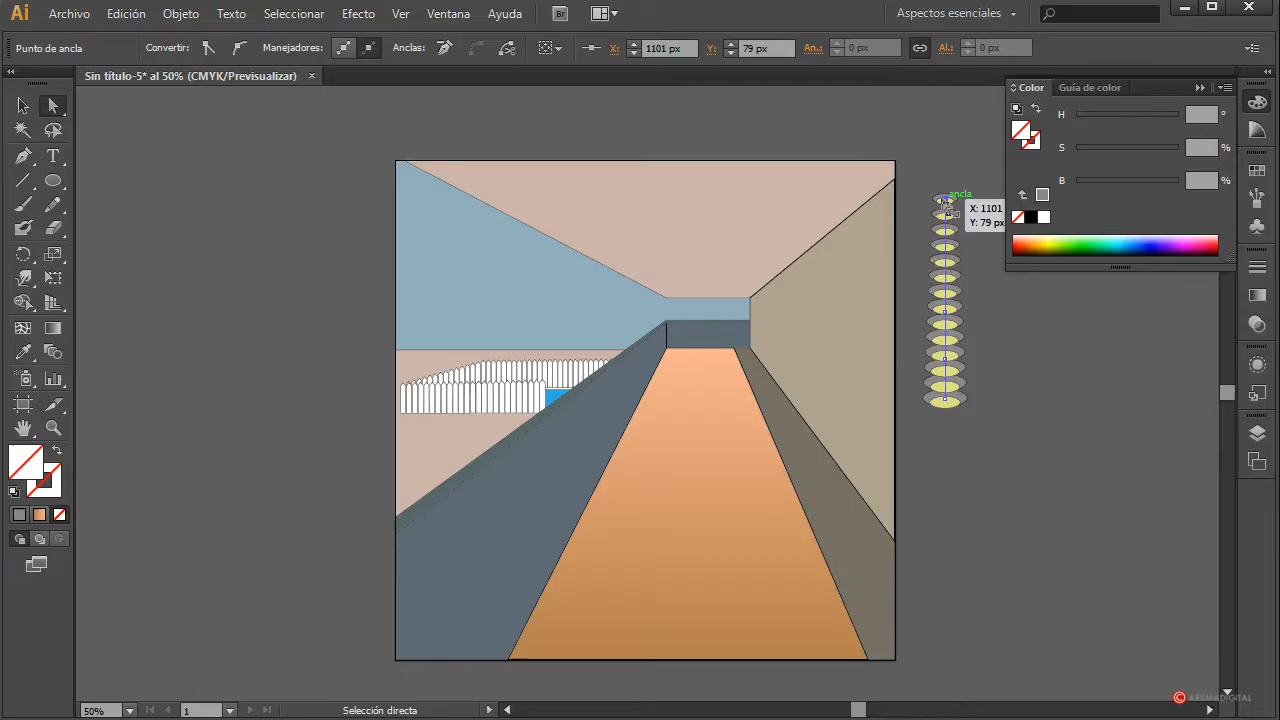 Ai Archivo Edición Objeto Texto Seleccionar Efecto Ver Ventana Ayuda Br Aspectos esenciales
Punto de ancla Convertir: Manejadores: Anclas: X: 1101 px Y: 79 px An.: 0 px Al.: 0 px
Sin título-5* al 50% (CMYK/Previsualizar)
Color Guía de color
H °
S %
B %
ancla
X: 1101
Y: 79 px
50% 1 Selección directa
© ARIIMADIGITAL